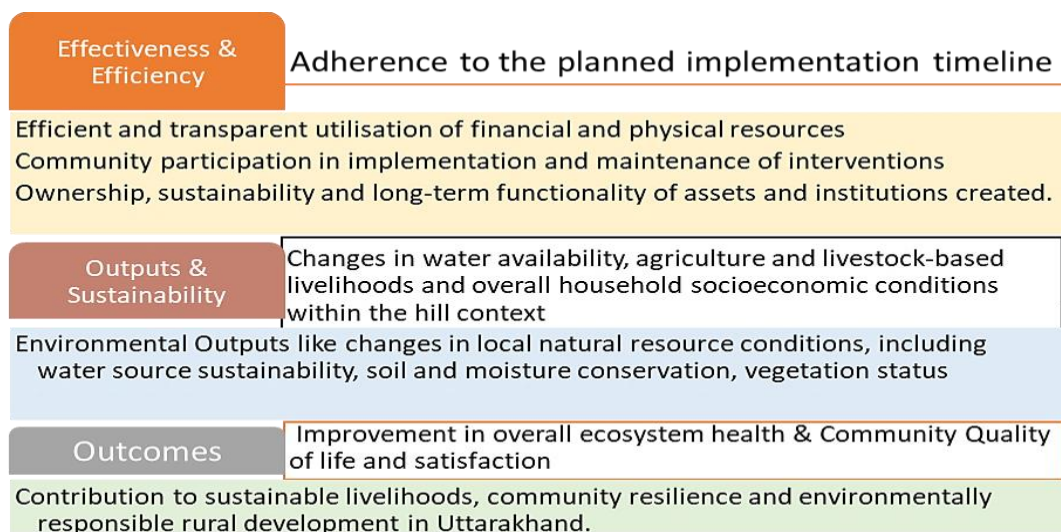 Effectiveness &
Efficiency
Adherence to the planned implementation timeline
Efficient and transparent utilisation of financial and physical resources
Community participation in implementation and maintenance of interventions
Ownership, sustainability and long-term functionality of assets and institutions created.
Outputs &
Sustainability
Changes in water availability, agriculture and livestock-based
livelihoods and overall household socioeconomic conditions
within the hill context
Environmental Outputs like changes in local natural resource conditions, including
water source sustainability, soil and moisture conservation, vegetation status
Outcomes
Improvement in overall ecosystem health & Community Quality
of life and satisfaction
Contribution to sustainable livelihoods, community resilience and environmentally
responsible rural development in Uttarakhand.